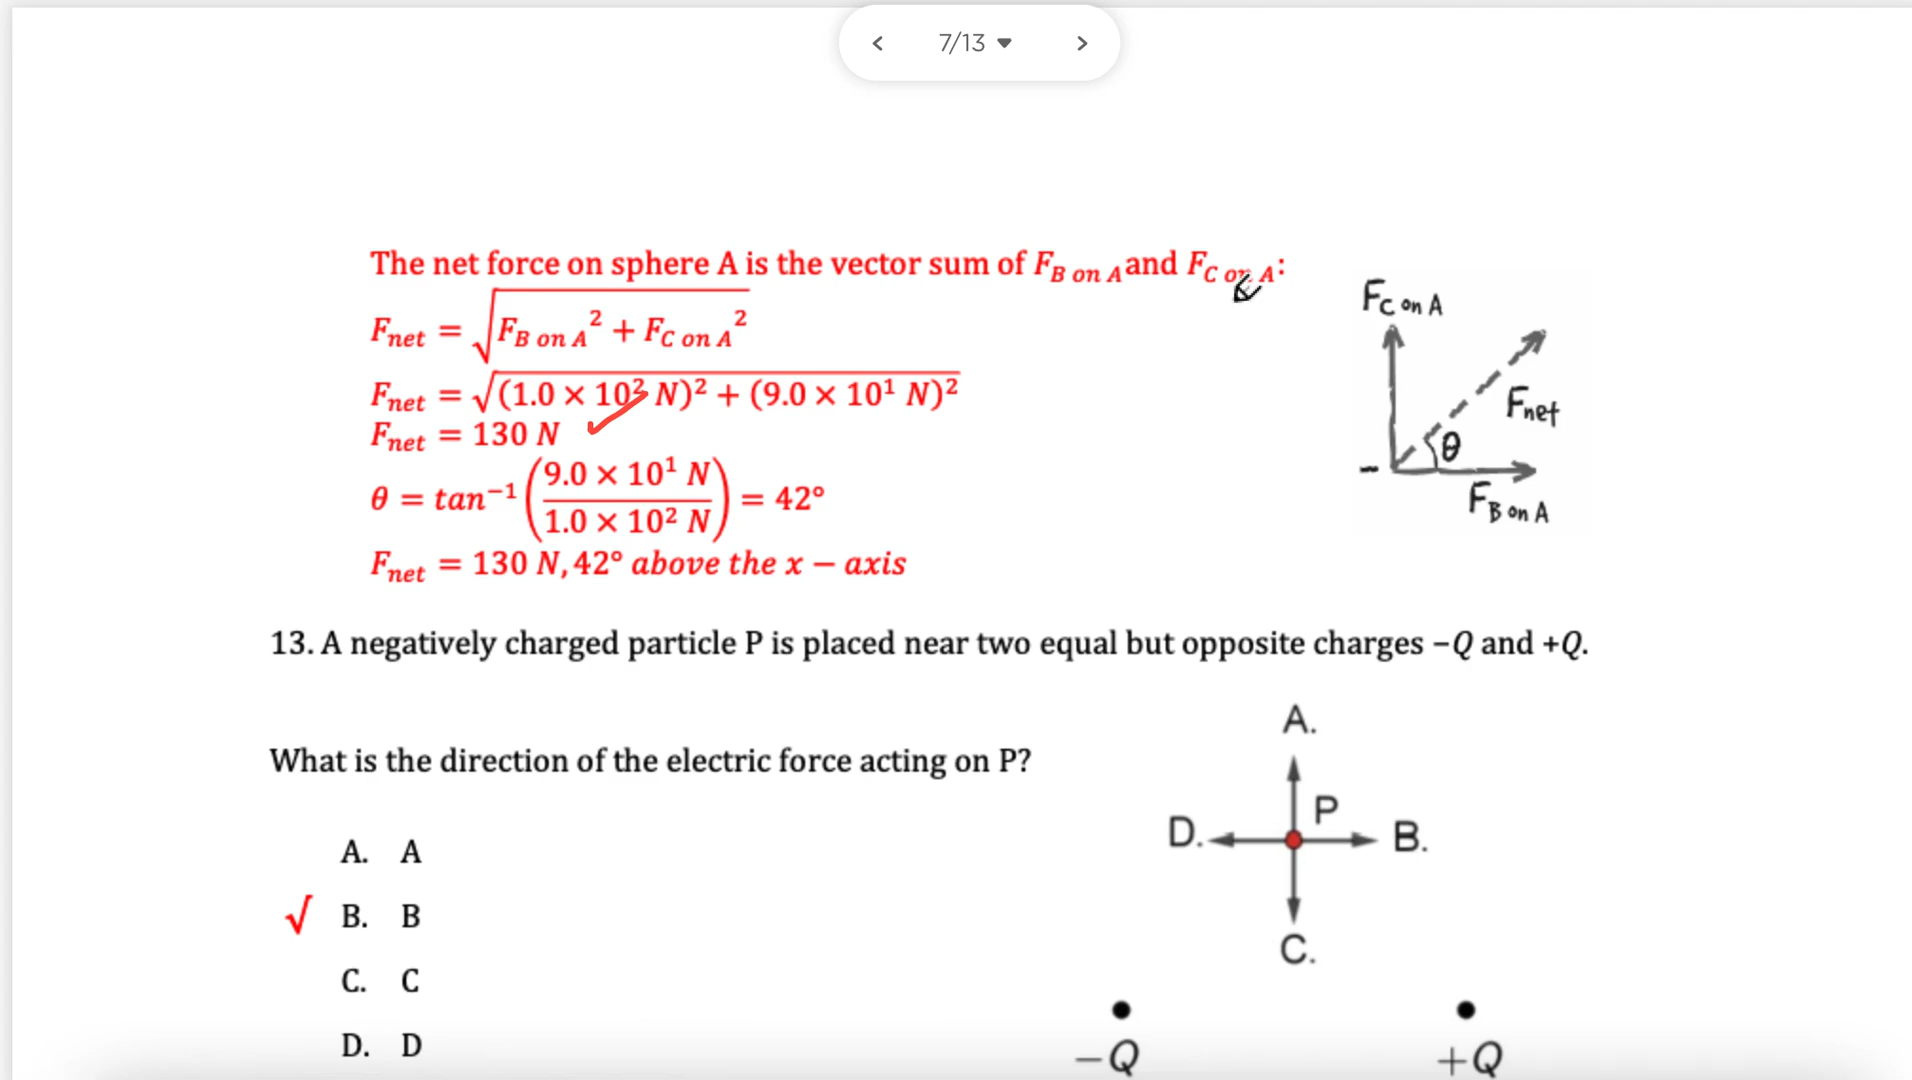 7/13
The net force on sphere A is the vector sum of F_B on A and F_C on A:
F_net = √(F_B on A² + F_C on A²)
F_net = √((1.0 × 10² N)² + (9.0 × 10¹ N)²)
F_net = 130 N
θ = tan⁻¹(9.0 × 10¹ N / 1.0 × 10² N) = 42°
F_net = 130 N, 42° above the x − axis
F_C on A
F_net
θ
F_B on A
13. A negatively charged particle P is placed near two equal but opposite charges −Q and +Q.
What is the direction of the electric force acting on P?
A. A
√ B. B
C. C
D. D
A.
P
D.
B.
C.
−Q
+Q